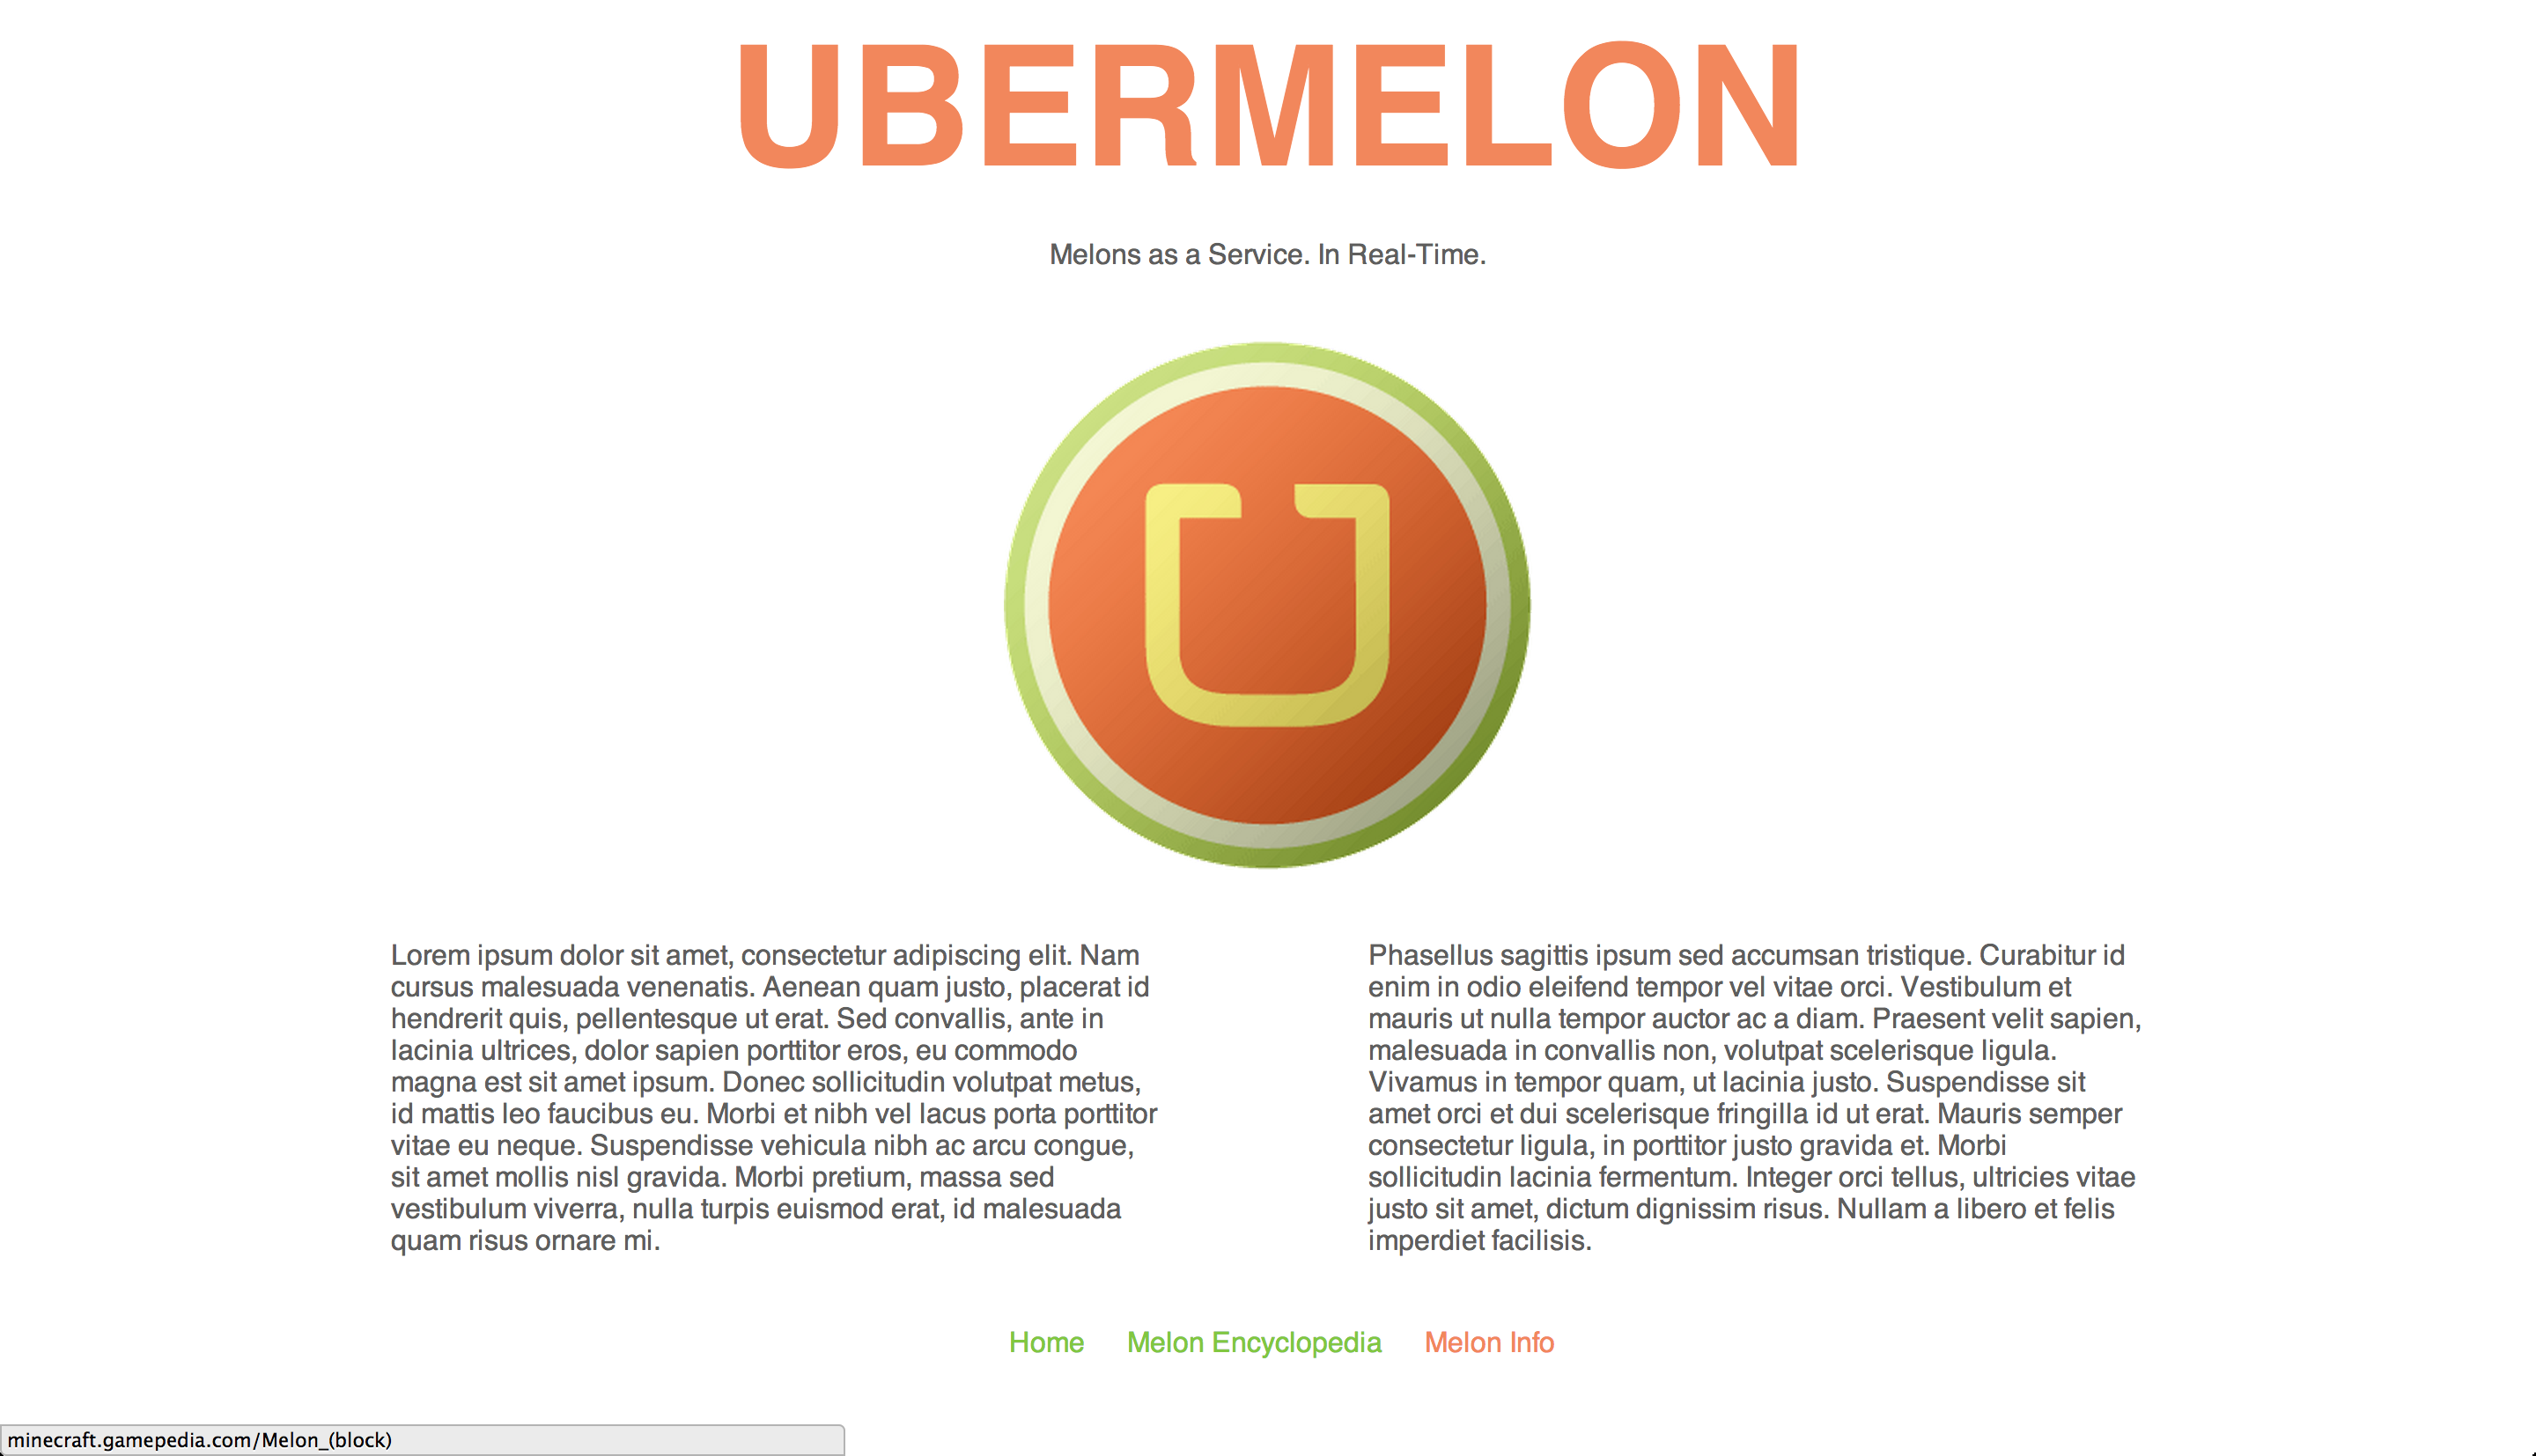 UBERMELON
Melons as a Service. In Real-Time.
U
Lorem ipsum dolor sit amet, consectetur adipiscing elit. Nam
cursus malesuada venenatis. Aenean quam justo, placerat id
hendrerit quis, pellentesque ut erat. Sed convallis, ante in
lacinia ultrices, dolor sapien porttitor eros, eu commodo
magna est sit amet ipsum. Donec sollicitudin volutpat metus,
id mattis leo faucibus eu. Morbi et nibh vel lacus porta porttitor
vitae eu neque. Suspendisse vehicula nibh ac arcu congue,
sit amet mollis nisl gravida. Morbi pretium, massa sed
vestibulum viverra, nulla turpis euismod erat, id malesuada
quam risus ornare mi.
Phasellus sagittis ipsum sed accumsan tristique. Curabitur id
enim in odio eleifend tempor vel vitae orci. Vestibulum et
mauris ut nulla tempor auctor ac a diam. Praesent velit sapien,
malesuada in convallis non, volutpat scelerisque ligula.
Vivamus in tempor quam, ut lacinia justo. Suspendisse sit
amet orci et dui scelerisque fringilla id ut erat. Mauris semper
consectetur ligula, in porttitor justo gravida et. Morbi
sollicitudin lacinia fermentum. Integer orci tellus, ultricies vitae
justo sit amet, dictum dignissim risus. Nullam a libero et felis
imperdiet facilisis.
Home Melon Encyclopedia Melon Info
minecraft.gamepedia.com/Melon_(block)